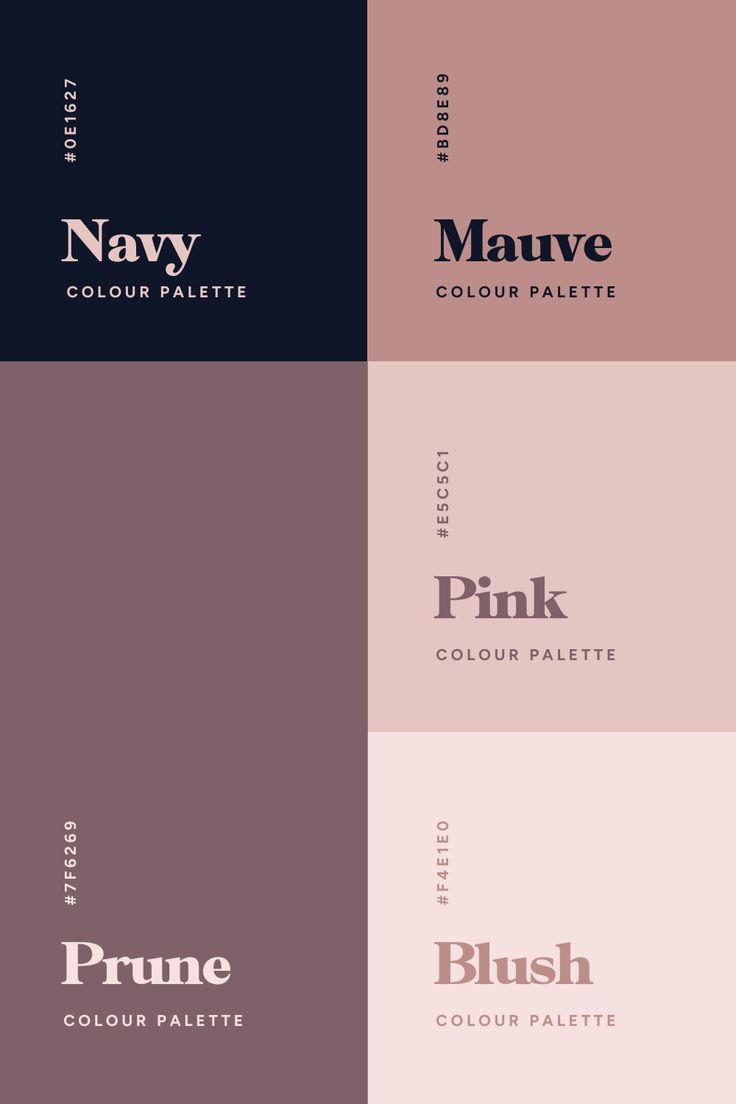 #0E1627
Navy
COLOUR PALETTE
#BD8E89
Mauve
COLOUR PALETTE
#E5C5C1
Pink
COLOUR PALETTE
#7F6269
Prune
COLOUR PALETTE
#F4E1E0
Blush
COLOUR PALETTE